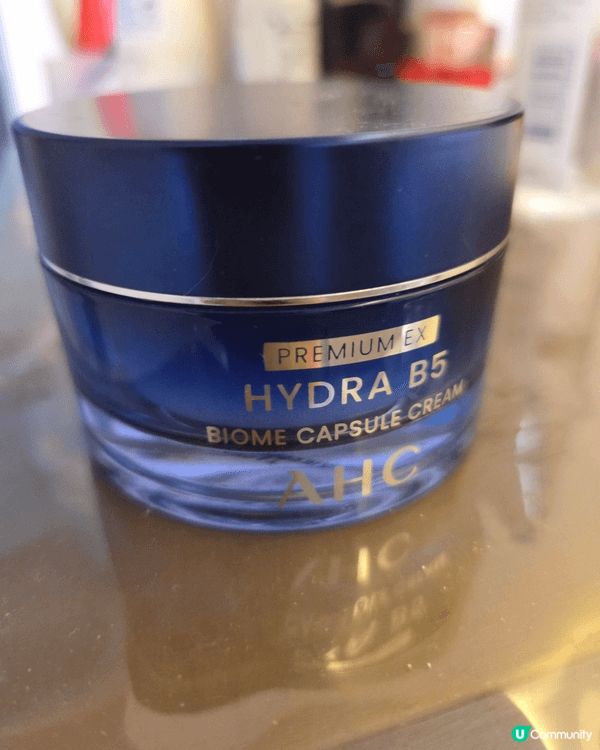 PREMIUM EX
HYDRA B5
BIOME CAPSULE CREAM
AHC
U Community